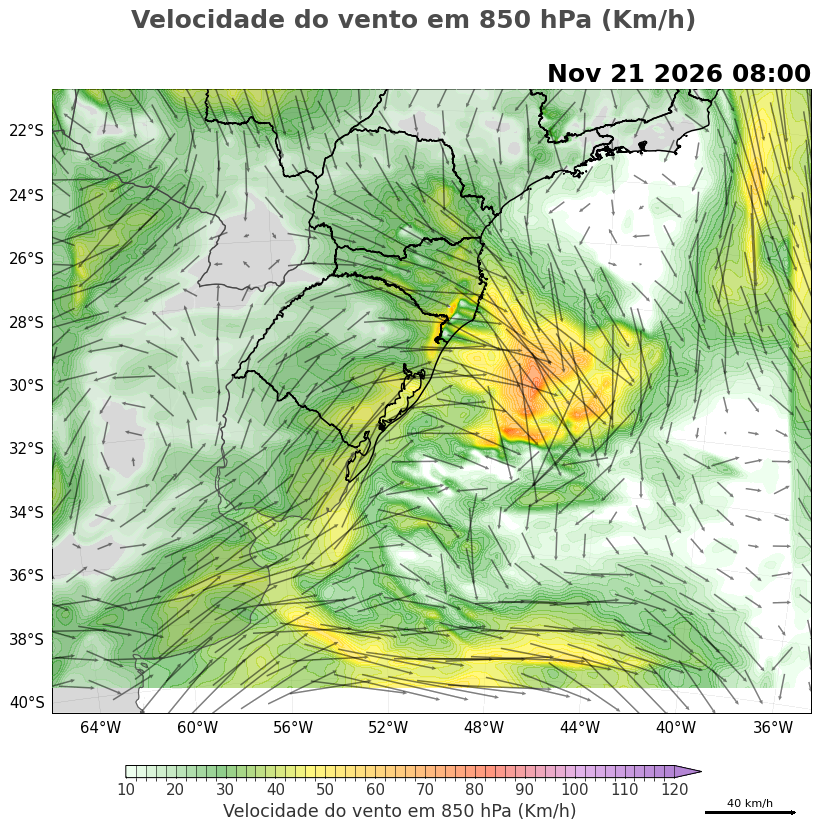 Velocidade do vento em 850 hPa (Km/h)
Nov 21 2026 08:00
22°S
24°S
26°S
28°S
30°S
32°S
34°S
36°S
38°S
40°S
64°W 60°W 56°W 52°W 48°W 44°W 40°W 36°W
10 20 30 40 50 60 70 80 90 100 110 120
Velocidade do vento em 850 hPa (Km/h)
40 km/h